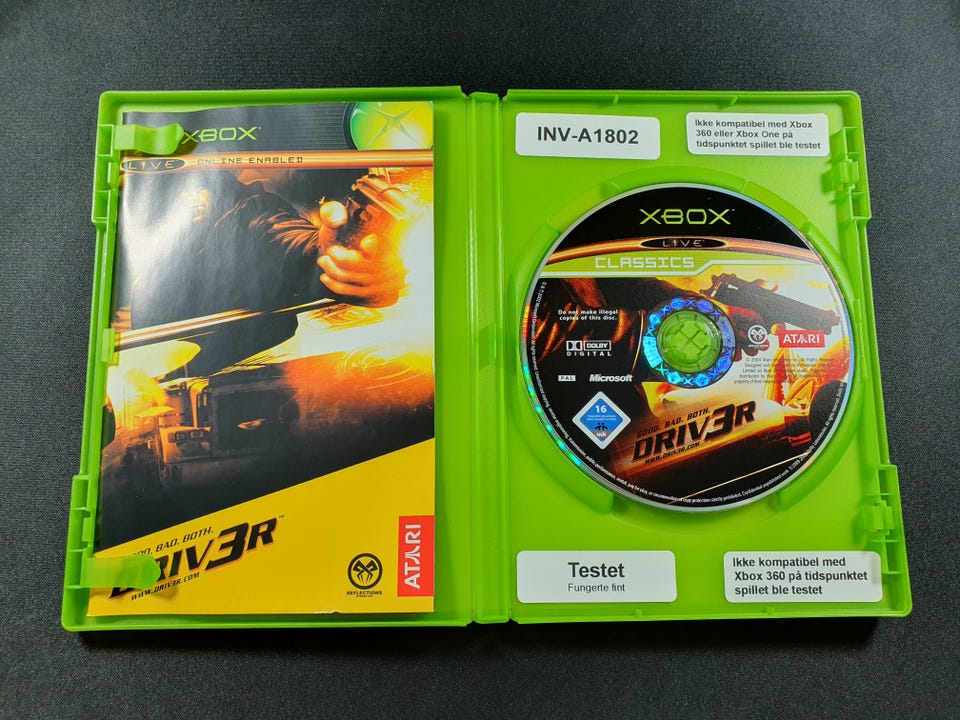 XBOX
LIVE ONLINE ENABLED
GOOD. BAD. BOTH.
DRIV3R™
WWW.DRIV3R.COM
REFLECTIONS
ATARI
INV-A1802
Ikke kompatibel med Xbox
360 eller Xbox One på
tidspunktet spillet ble testet
XBOX
LIVE
CLASSICS
Do not make illegal
copies of this disc.
DOLBY
DIGITAL
PAL
Microsoft
16
usk
ATARI
GOOD. BAD. BOTH.
DRIV3R
WWW.DRIV3R.COM
Testet
Fungerte fint
Ikke kompatibel med
Xbox 360 på tidspunktet
spillet ble testet